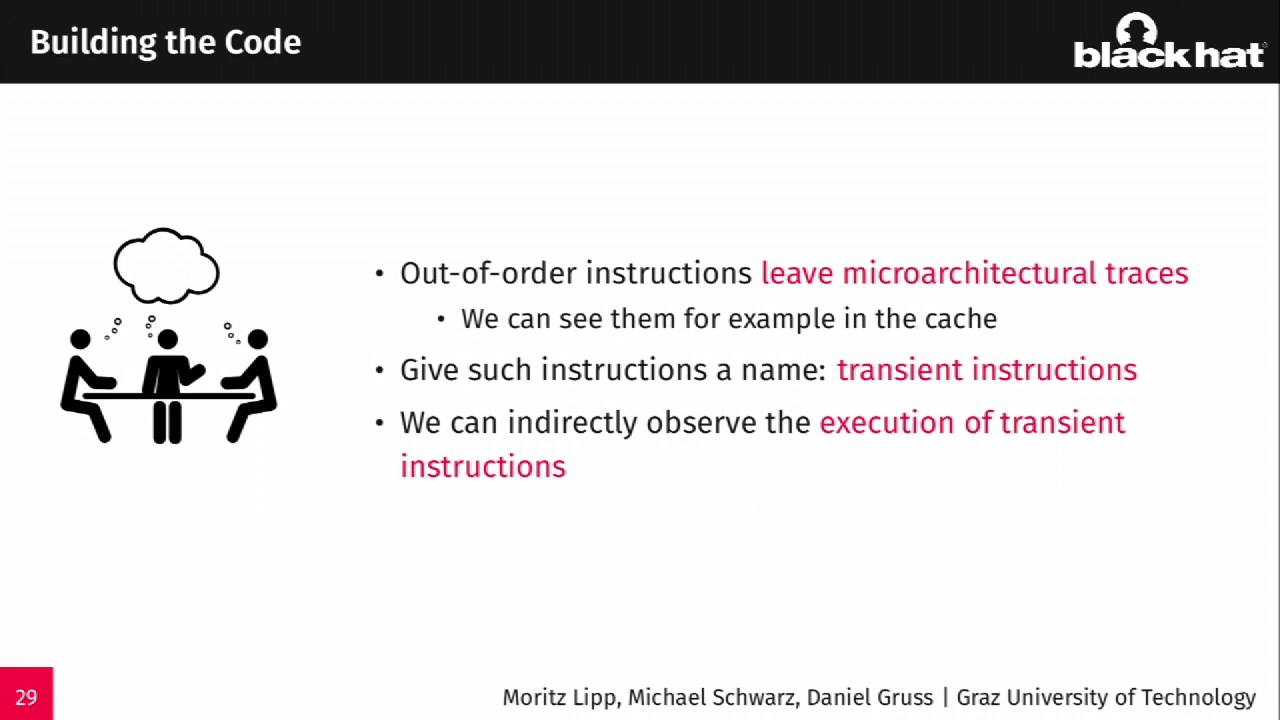 Building the Code
black hat
• Out-of-order instructions leave microarchitectural traces
• We can see them for example in the cache
• Give such instructions a name: transient instructions
• We can indirectly observe the execution of transient
instructions
29
Moritz Lipp, Michael Schwarz, Daniel Gruss | Graz University of Technology